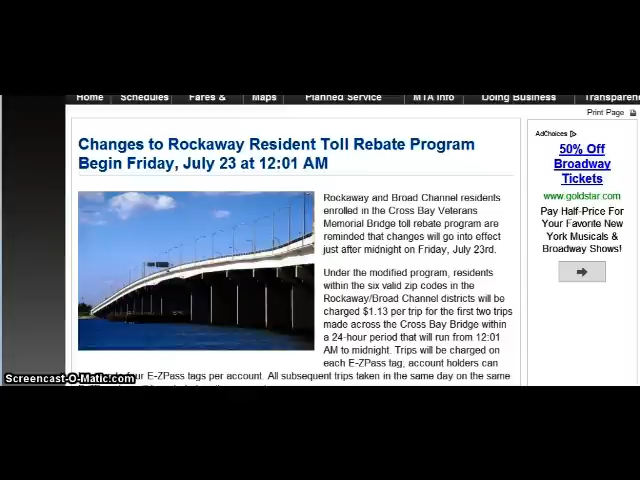 Home Schedules Fares & Maps Planned Service MTA Info Doing Business Transparen
Print Page
Changes to Rockaway Resident Toll Rebate Program
Begin Friday, July 23 at 12:01 AM
Rockaway and Broad Channel residents
enrolled in the Cross Bay Veterans
Memorial Bridge toll rebate program are
reminded that changes will go into effect
just after midnight on Friday, July 23rd.
Under the modified program, residents
within the six valid zip codes in the
Rockaway/Broad Channel districts will be
charged $1.13 per trip for the first two trips
made across the Cross Bay Bridge within
a 24-hour period that will run from 12:01
AM to midnight. Trips will be charged on
each E-ZPass tag; account holders can
four E-ZPass tags per account. All subsequent trips taken in the same day on the same
AdChoices
50% Off
Broadway
Tickets
www.goldstar.com
Pay Half-Price For
Your Favorite New
York Musicals &
Broadway Shows!
Screencast-O-Matic.com